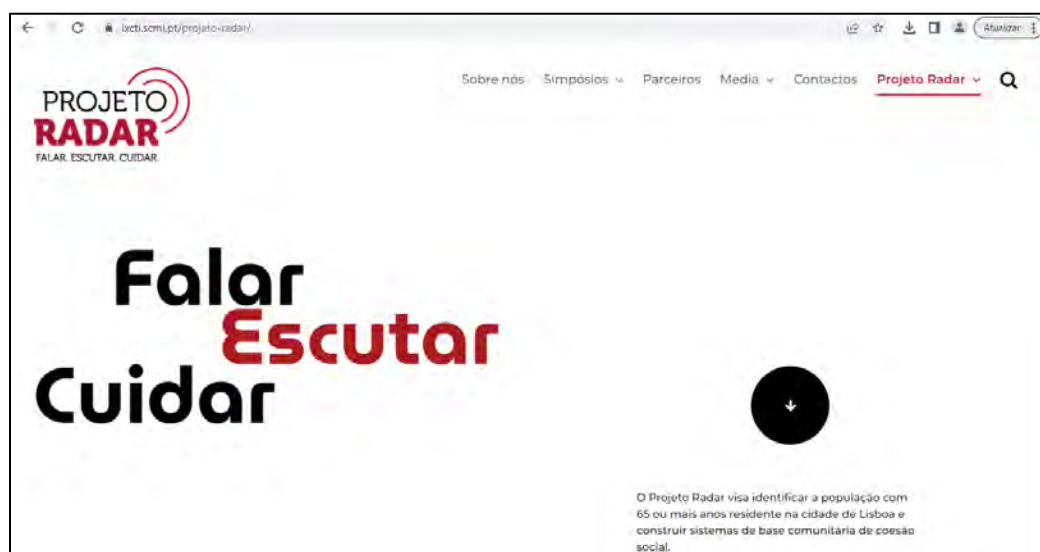 lxcti.scml.pt/projeto-radar/
Atualizar
PROJETO
RADAR
FALAR. ESCUTAR. CUIDAR.
Sobre nós Simpósios Parceiros Media Contactos Projeto Radar
Falar
Escutar
Cuidar
O Projeto Radar visa identificar a população com
65 ou mais anos residente na cidade de Lisboa e
construir sistemas de base comunitária de coesão
social.